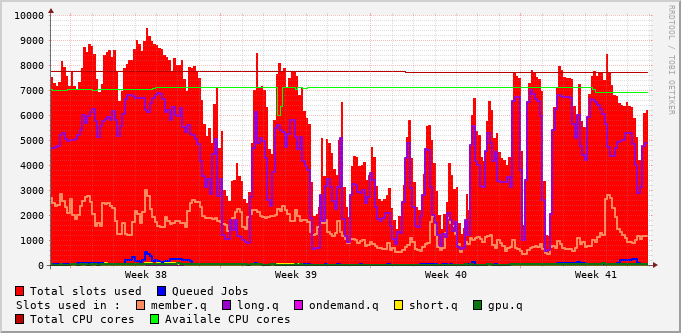 10000
9000
8000
7000
6000
5000
4000
3000
2000
1000
0
Week 38 Week 39 Week 40 Week 41
RRDTOOL / TOBI OETIKER
Total slots used Queued Jobs
Slots used in : member.q long.q ondemand.q short.q gpu.q
Total CPU cores Availale CPU cores